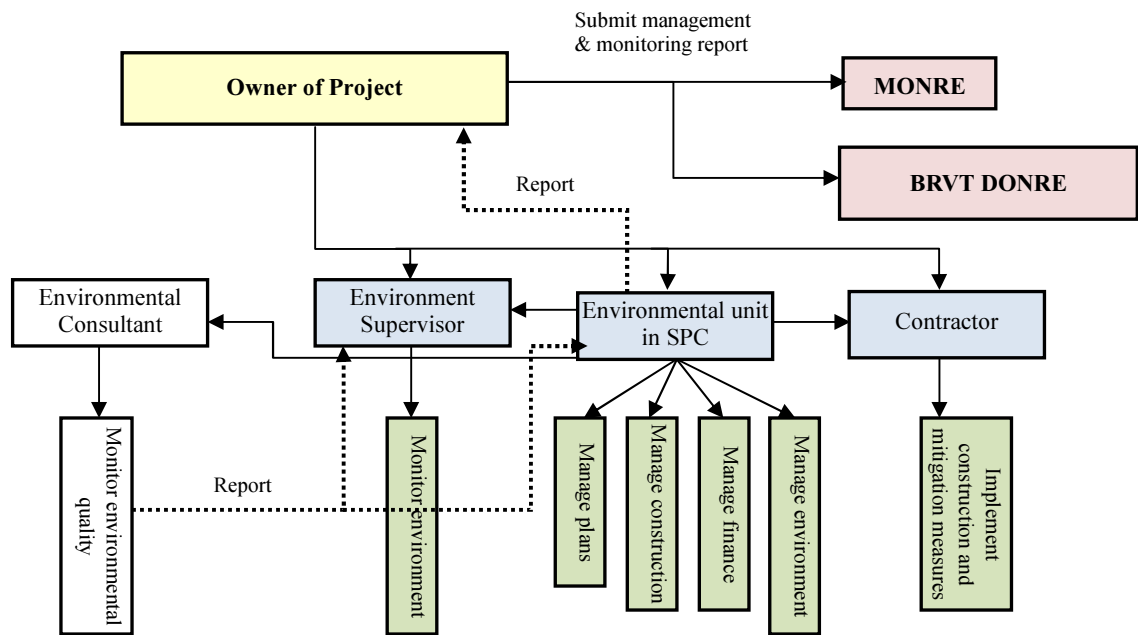 Submit management
& monitoring report
Owner of Project
MONRE
BRVT DONRE
Report
Environmental
Consultant
Environment
Supervisor
Environmental unit
in SPC
Contractor
Monitor environmental
quality
Report
Monitor environment
Manage plans
Manage construction
Manage finance
Manage environment
Implement
construction and
mitigation measures